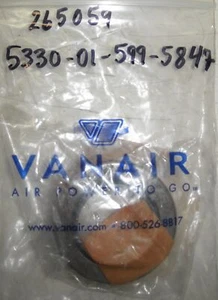 265059
5330-01-599-5847
VANAIR
AIR POWER TO GO
www.vanair.com • 800-526-8817